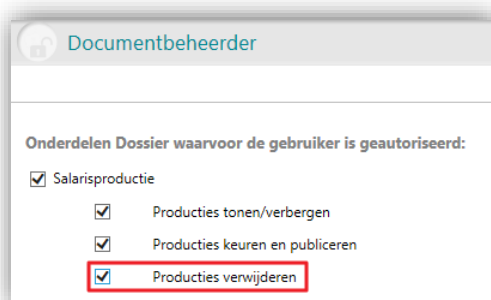 Documentbeheerder
Onderdelen Dossier waarvoor de gebruiker is geautoriseerd:
Salarisproductie
Producties tonen/verbergen
Producties keuren en publiceren
Producties verwijderen